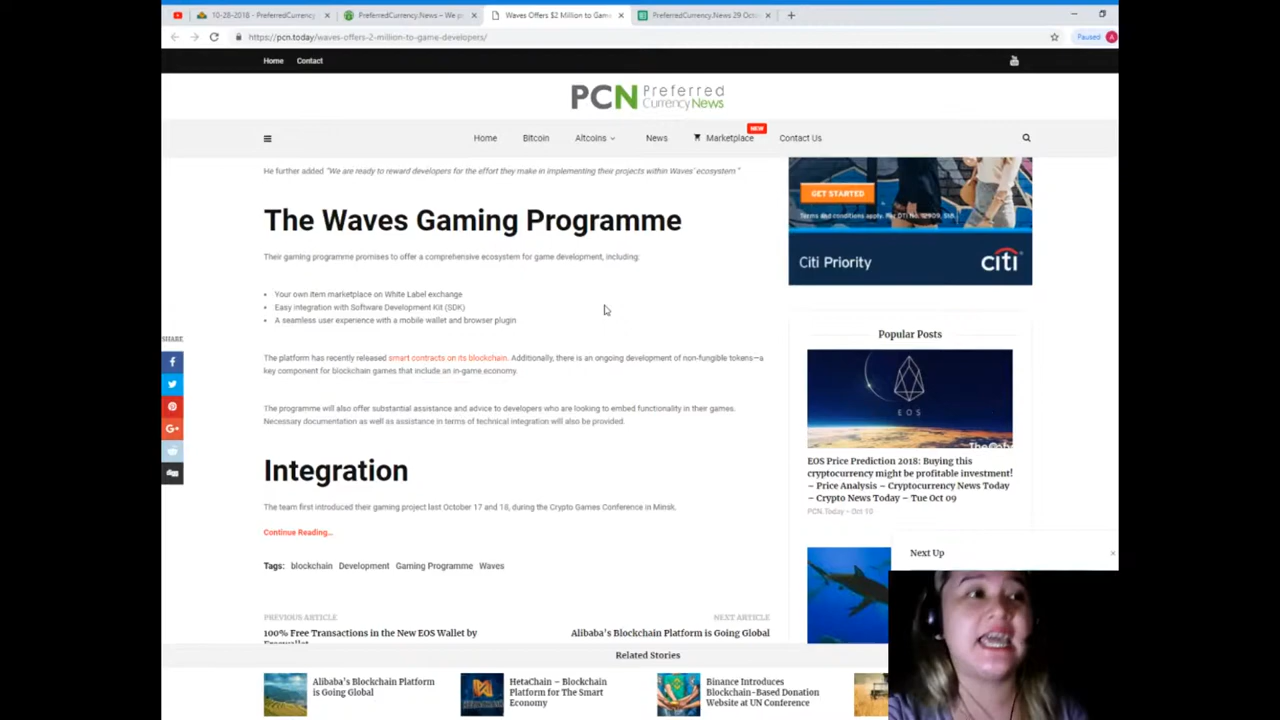 10-28-2018 - PreferredCurrency
PreferredCurrency.News – We p
Waves Offers $2 Million to Game
PreferredCurrency.News 29 Octo
https://pcn.today/waves-offers-2-million-to-game-developers/
Paused
A
Home
Contact
PCN Preferred
CurrencyNews
NEW
Home
Bitcoin
Altcoins
News
Marketplace
Contact Us
He further added "We are ready to reward developers for the effort they make in implementing their projects within Waves' ecosystem"
The Waves Gaming Programme
Their gaming programme promises to offer a comprehensive ecosystem for game development, including:
• Your own item marketplace on White Label exchange
• Easy integration with Software Development Kit (SDK)
• A seamless user experience with a mobile wallet and browser plugin
The platform has recently released smart contracts on its blockchain. Additionally, there is an ongoing development of non-fungible tokens—a
key component for blockchain games that include an in-game economy.
The programme will also offer substantial assistance and advice to developers who are looking to embed functionality in their games.
Necessary documentation as well as assistance in terms of technical integration will also be provided.
Integration
The team first introduced their gaming project last October 17 and 18, during the Crypto Games Conference in Minsk.
Continue Reading...
Tags: blockchain Development Gaming Programme Waves
PREVIOUS ARTICLE
100% Free Transactions in the New EOS Wallet by
NEXT ARTICLE
Alibaba's Blockchain Platform is Going Global
SHARE
GET STARTED
Terms and conditions apply.
Citi Priority
citi
Popular Posts
EOS
EOS Price Prediction 2018: Buying this
cryptocurrency might be profitable investment!
– Price Analysis – Cryptocurrency News Today
– Crypto News Today – Tue Oct 09
PCN.Today – Oct 10
Next Up
Related Stories
Alibaba's Blockchain Platform
is Going Global
HetaChain – Blockchain
Platform for The Smart
Economy
Binance Introduces
Blockchain-Based Donation
Website at UN Conference